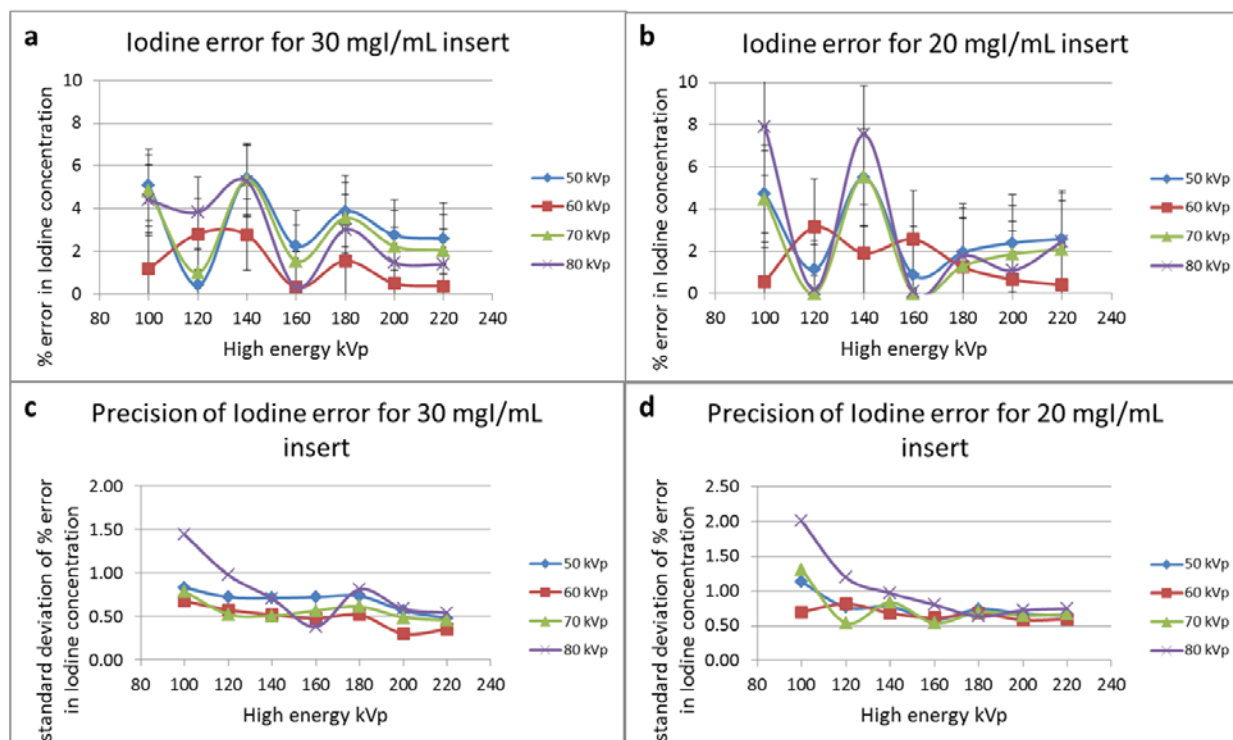 a
Iodine error for 30 mgI/mL insert
% error in Iodine concentration
10
8
6
4
2
0
80 100 120 140 160 180 200 220 240
High energy kVp
50 kVp
60 kVp
70 kVp
80 kVp
b
Iodine error for 20 mgI/mL insert
% error in Iodine concentration
10
8
6
4
2
0
80 100 120 140 160 180 200 220 240
High energy kVp
50 kVp
60 kVp
70 kVp
80 kVp
c
Precision of Iodine error for 30 mgI/mL
insert
standard deviation of % error
in Iodine concentration
2.00
1.50
1.00
0.50
0.00
80 100 120 140 160 180 200 220 240
High energy kVp
50 kVp
60 kVp
70 kVp
80 kVp
d
Precision of Iodine error for 20 mgI/mL
insert
standard deviation of % error
in Iodine concentration
2.50
2.00
1.50
1.00
0.50
0.00
80 100 120 140 160 180 200 220 240
High energy kVp
50 kVp
60 kVp
70 kVp
80 kVp